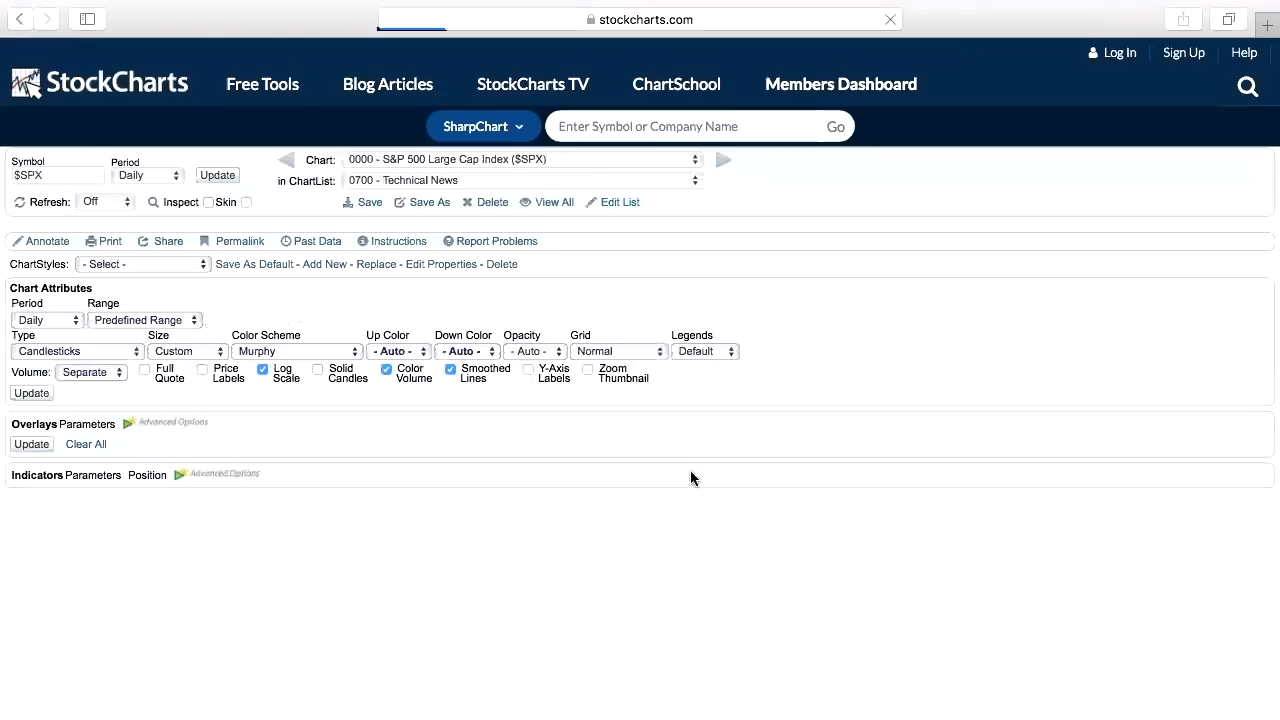 stockcharts.com
Log In
Sign Up
Help
StockCharts
Free Tools
Blog Articles
StockCharts TV
ChartSchool
Members Dashboard
SharpChart
Enter Symbol or Company Name
Go
Symbol
Period
Chart: 0000 - S&P 500 Large Cap Index ($SPX)
$SPX
Daily
Update
in ChartList: 0700 - Technical News
Refresh: Off
Inspect
Skin
Save
Save As
Delete
View All
Edit List
Annotate
Print
Share
Permalink
Past Data
Instructions
Report Problems
ChartStyles: - Select -
Save As Default - Add New - Replace - Edit Properties - Delete
Chart Attributes
Period
Range
Daily
Predefined Range
Type
Size
Color Scheme
Up Color
Down Color
Opacity
Grid
Legends
Candlesticks
Custom
Murphy
- Auto -
- Auto -
- Auto -
Normal
Default
Volume: Separate
Full
Quote
Price
Labels
Log
Scale
Solid
Candles
Color
Volume
Smoothed
Lines
Y-Axis
Labels
Zoom
Thumbnail
Update
Overlays Parameters
Advanced Options
Update
Clear All
Indicators Parameters Position
Advanced Options